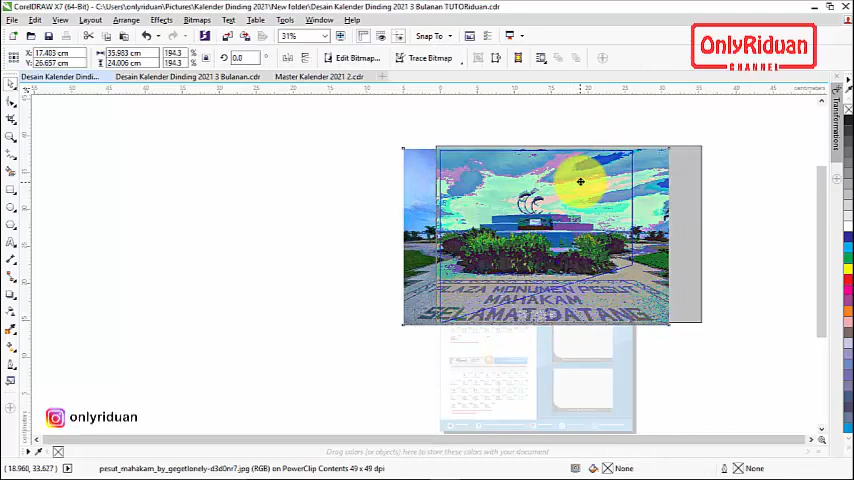 CorelDRAW X7 (64-Bit) - C:\Users\onlyriduan\Pictures\Kalender Dinding 2021\New folder\Desain Kalender Dinding 2021 3 Bulanan TUTORiduan.cdr
File Edit View Layout Arrange Effects Bitmaps Text Table Tools Window Help
31% Snap To
X: 17.403 cm 35.983 cm 194.3 % 0.0
Y: 26.657 cm 24.006 cm 194.3 %
Edit Bitmap... Trace Bitmap
OnlyRiduan
CHANNEL
Desain Kalender Dindi... Desain Kalender Dinding 2021 3 Bulanan.cdr Master Kalender 2021 2.cdr
centimeters
Transformations
PLAZA MONUMEN PESUT
MAHAKAM
SELAMAT DATANG
onlyriduan
Drag colors (or objects) here to store these colors with your document
(18.960, 33.627) pesut_mahakam_by_gegetlonely-d3d0nr7.jpg (RGB) on PowerClip Contents 49 x 49 dpi None None